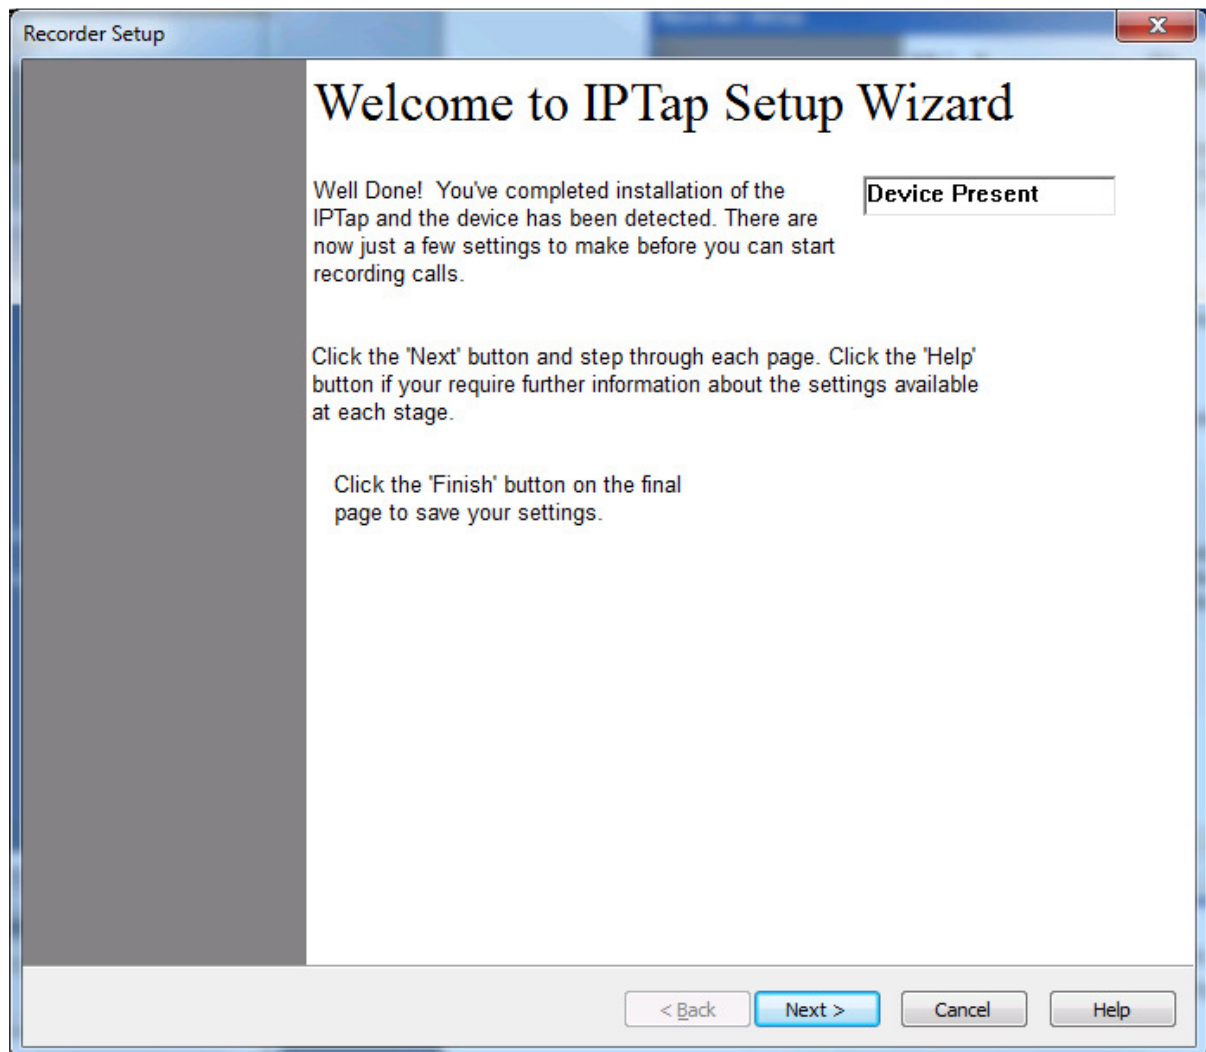 Recorder Setup
Welcome to IPTap Setup Wizard
Well Done!  You've completed installation of the
IPTap and the device has been detected. There are
now just a few settings to make before you can start
recording calls.
Device Present
Click the 'Next' button and step through each page. Click the 'Help'
button if your require further information about the settings available
at each stage.
Click the 'Finish' button on the final
page to save your settings.
< Back
Next >
Cancel
Help